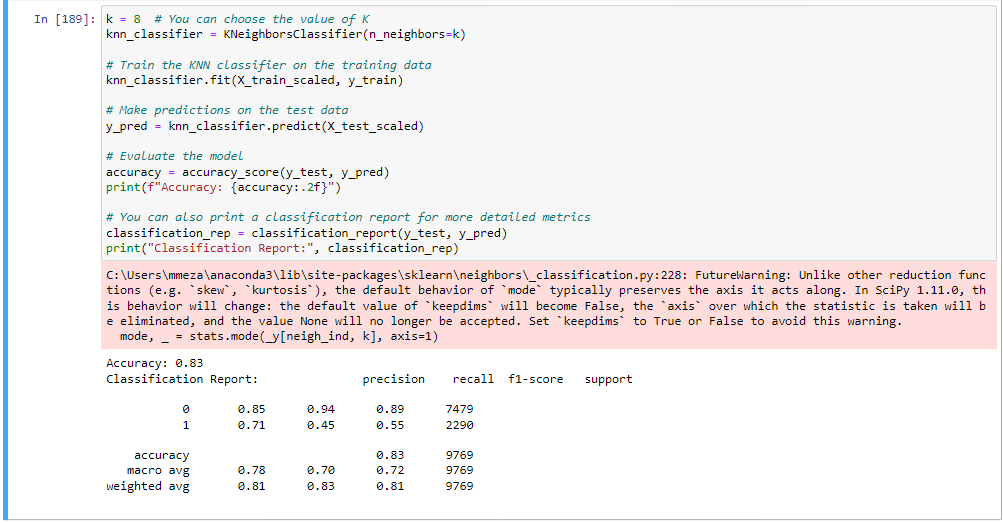 In [189]: k = 8  # You can choose the value of K
knn_classifier = KNeighborsClassifier(n_neighbors=k)
# Train the KNN classifier on the training data
knn_classifier.fit(X_train_scaled, y_train)
# Make predictions on the test data
y_pred = knn_classifier.predict(X_test_scaled)
# Evaluate the model
accuracy = accuracy_score(y_test, y_pred)
print(f"Accuracy: {accuracy:.2f}")
# You can also print a classification report for more detailed metrics
classification_rep = classification_report(y_test, y_pred)
print("Classification Report:", classification_rep)
C:\Users\mmeza\anaconda3\lib\site-packages\sklearn\neighbors\_classification.py:228: FutureWarning: Unlike other reduction func
tions (e.g. `skew`, `kurtosis`), the default behavior of `mode` typically preserves the axis it acts along. In SciPy 1.11.0, th
is behavior will change: the default value of `keepdims` will become False, the `axis` over which the statistic is taken will b
e eliminated, and the value None will no longer be accepted. Set `keepdims` to True or False to avoid this warning.
  mode, _ = stats.mode(_y[neigh_ind, k], axis=1)
Accuracy: 0.83
Classification Report:               precision    recall  f1-score   support
           0       0.85      0.94      0.89      7479
           1       0.71      0.45      0.55      2290
    accuracy                           0.83      9769
   macro avg       0.78      0.70      0.72      9769
weighted avg       0.81      0.83      0.81      9769